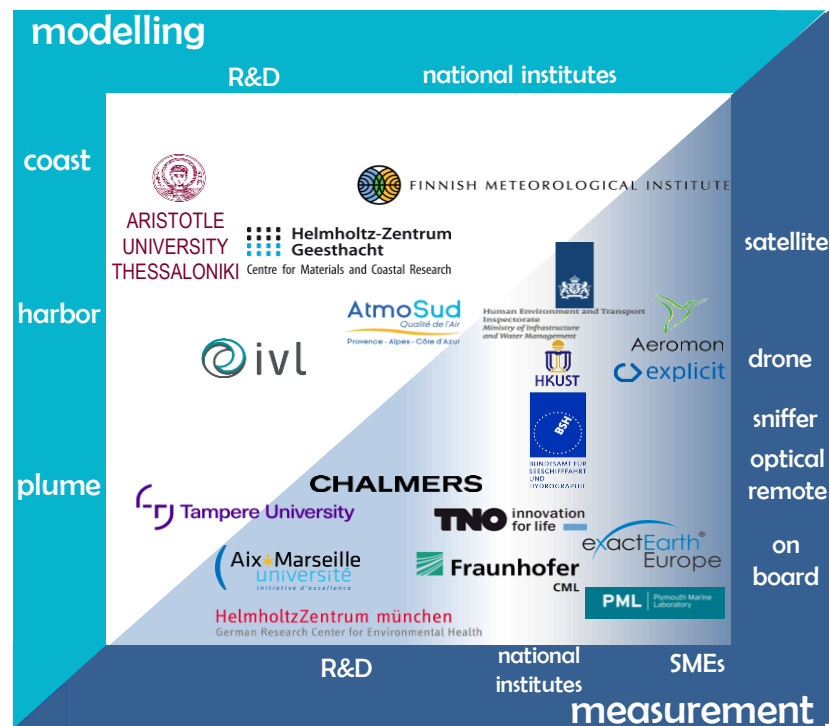 modelling
R&D
national institutes
coast
FINNISH METEOROLOGICAL INSTITUTE
ARISTOTLE
UNIVERSITY
THESSALONIKI
Helmholtz-Zentrum
Geesthacht
Centre for Materials and Coastal Research
satellite
harbor
AtmoSud
Qualité de l'Air
Provence - Alpes - Côte d'Azur
Human Environment and Transport
Inspectorate
Ministry of Infrastructure
and Water Management
Aeromon
ivl
HKUST
explicit
drone
BSH
BUNDESAMT FÜR
SEESCHIFFFAHRT
UND
HYDROGRAPHIE
sniffer
optical
remote
plume
CHALMERS
Tampere University
TNO innovation
for life
exactEarth®
Europe
on
board
Aix*Marseille
université
Initiative d'excellence
Fraunhofer
CML
PML Plymouth Marine
Laboratory
HelmholtzZentrum münchen
German Research Center for Environmental Health
R&D
national
institutes
SMEs
measurement